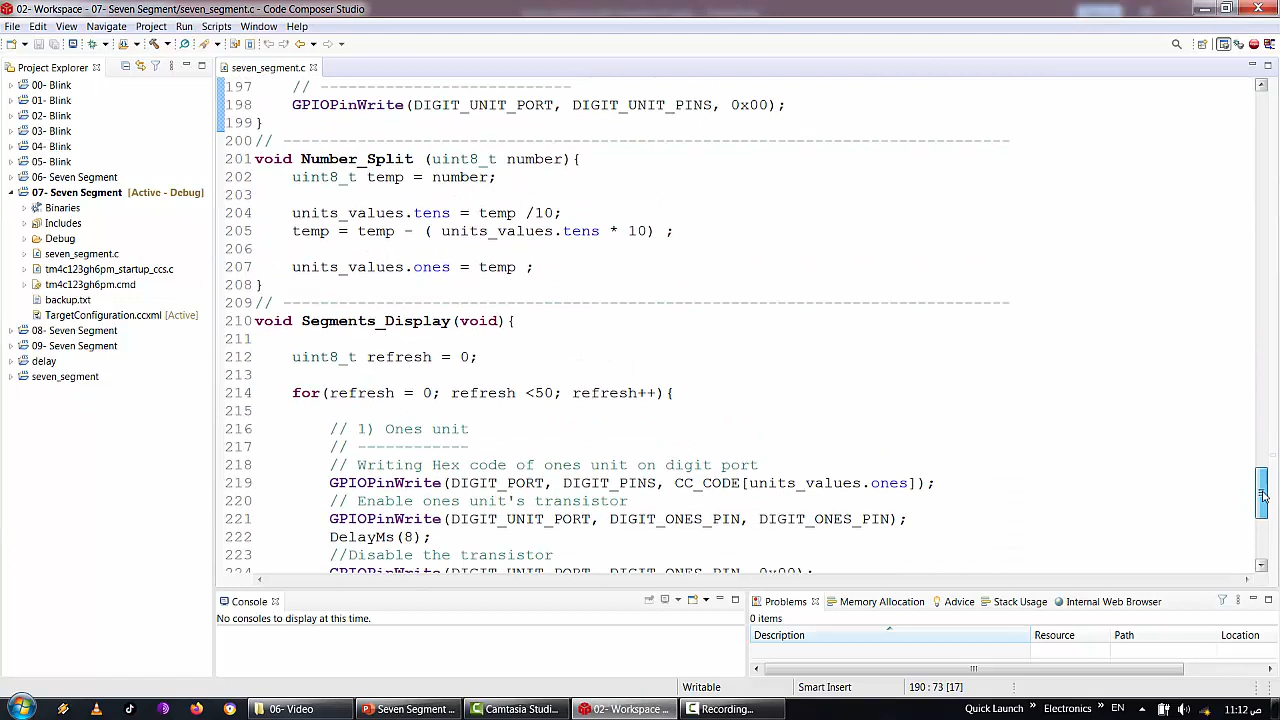 02- Workspace - 07- Seven Segment/seven_segment.c - Code Composer Studio
File Edit View Navigate Project Run Scripts Window Help
Project Explorer
seven_segment.c
00- Blink
01- Blink
02- Blink
03- Blink
04- Blink
05- Blink
06- Seven Segment
07- Seven Segment [Active - Debug]
Binaries
Includes
Debug
seven_segment.c
tm4c123gh6pm_startup_ccs.c
tm4c123gh6pm.cmd
backup.txt
TargetConfiguration.ccxml [Active]
08- Seven Segment
09- Seven Segment
delay
seven_segment
197 // ---------------------------
198 GPIOPinWrite(DIGIT_UNIT_PORT, DIGIT_UNIT_PINS, 0x00);
199 }
200 // ------------------------------------------------------------------------------
201 void Number_Split (uint8_t number){
202 uint8_t temp = number;
203
204 units_values.tens = temp /10;
205 temp = temp - ( units_values.tens * 10) ;
206
207 units_values.ones = temp ;
208 }
209 // ------------------------------------------------------------------------------
210 void Segments_Display(void){
211
212 uint8_t refresh = 0;
213
214 for(refresh = 0; refresh <50; refresh++){
215
216 // 1) Ones unit
217 // ------------
218 // Writing Hex code of ones unit on digit port
219 GPIOPinWrite(DIGIT_PORT, DIGIT_PINS, CC_CODE[units_values.ones]);
220 // Enable ones unit's transistor
221 GPIOPinWrite(DIGIT_UNIT_PORT, DIGIT_ONES_PIN, DIGIT_ONES_PIN);
222 DelayMs(8);
223 //Disable the transistor
224 GPIOPinWrite(DIGIT_UNIT_PORT, DIGIT_ONES_PIN, 0x00);
Console
No consoles to display at this time.
Problems Memory Allocation Advice Stack Usage Internal Web Browser
0 items
Description Resource Path Location
Writable Smart Insert 190 : 73 [17]
06- Video Seven Segment ... Camtasia Studi... 02- Workspace ... Recording... Quick Launch » Electronics » EN 11:12 ص